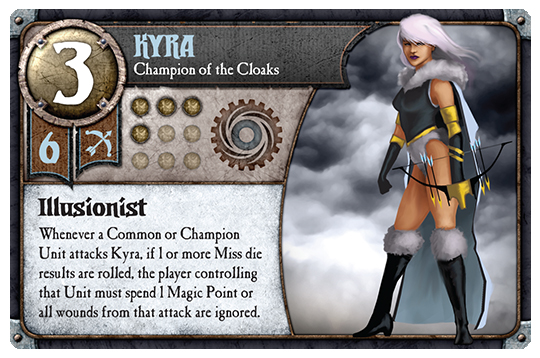 3
KYRA
Champion of the Cloaks
6
Illusionist
Whenever a Common or Champion
Unit attacks Kyra, if 1 or more Miss die
results are rolled, the player controlling
that Unit must spend 1 Magic Point or
all wounds from that attack are ignored.